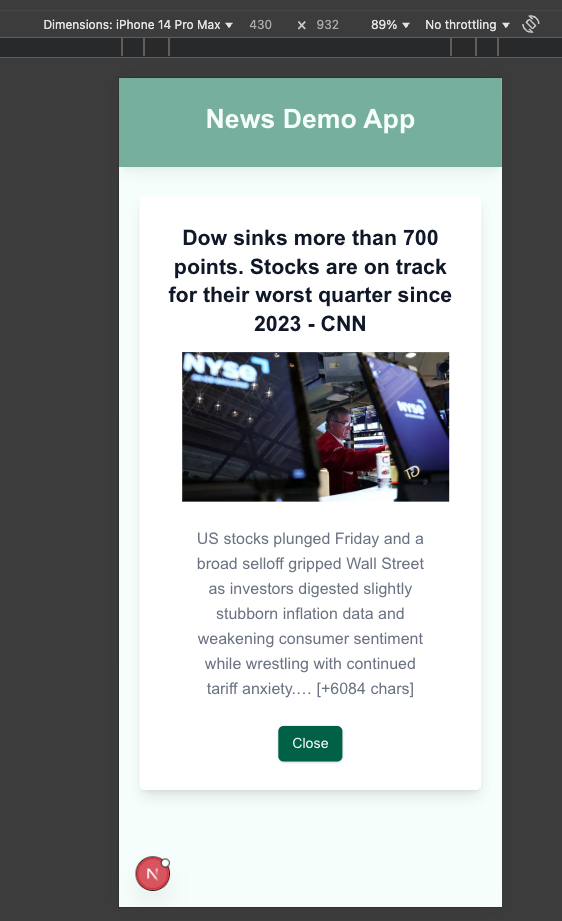 Dimensions: iPhone 14 Pro Max ▼ 430 × 932 89% ▼ No throttling ▼
News Demo App
Dow sinks more than 700
points. Stocks are on track
for their worst quarter since
2023 - CNN
NYSE
NYSE
TD
US stocks plunged Friday and a
broad selloff gripped Wall Street
as investors digested slightly
stubborn inflation data and
weakening consumer sentiment
while wrestling with continued
tariff anxiety.… [+6084 chars]
Close
N